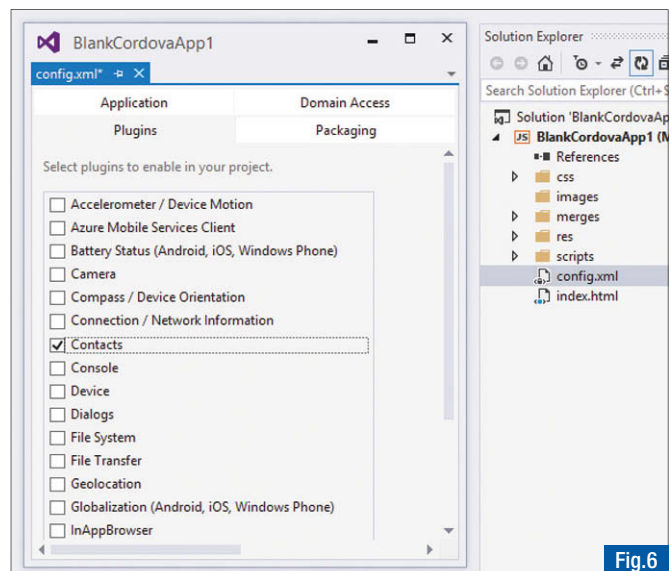 BlankCordovaApp1
config.xml*
Application Domain Access
Plugins Packaging
Select plugins to enable in your project.
Accelerometer / Device Motion
Azure Mobile Services Client
Battery Status (Android, iOS, Windows Phone)
Camera
Compass / Device Orientation
Connection / Network Information
Contacts
Console
Device
Dialogs
File System
File Transfer
Geolocation
Globalization (Android, iOS, Windows Phone)
InAppBrowser
Solution Explorer
Search Solution Explorer (Ctrl+$
Solution 'BlankCordovaAp
JS BlankCordovaApp1 (M
References
css
images
merges
res
scripts
config.xml
index.html
Fig.6